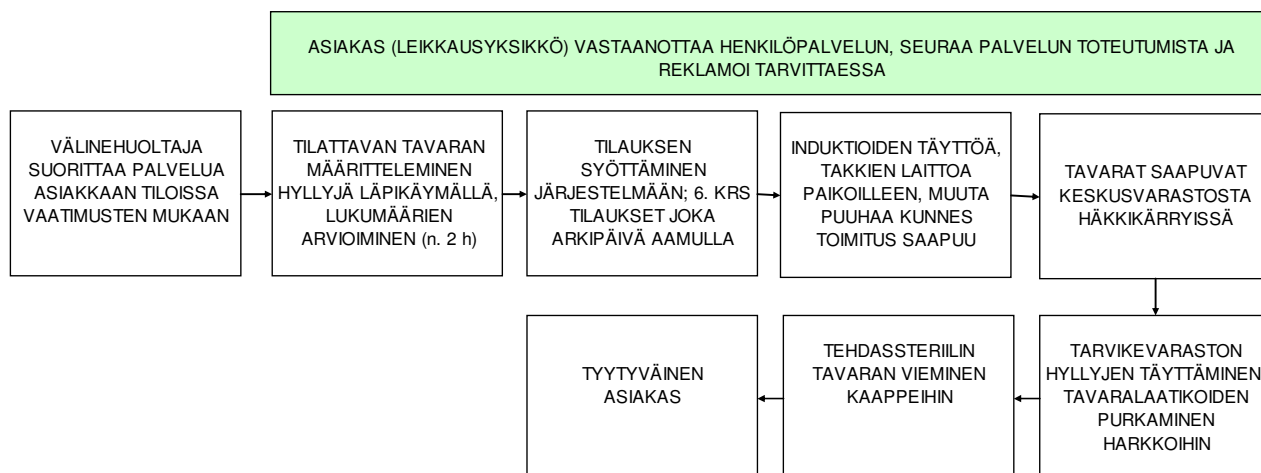 ASIAKAS (LEIKKAUSYKSIKKÖ) VASTAANOTTAA HENKILÖPALVELUN, SEURAA PALVELUN TOTEUTUMISTA JA
REKLAMOI TARVITTAESSA
VÄLINEHUOLTAJA
SUORITTAA PALVELUA
ASIAKKAAN TILOISSA
VAATIMUSTEN MUKAAN
TILATTAVAN TAVARAN
MÄÄRITTELEMINEN
HYLLYJÄ LÄPIKÄYMÄLLÄ,
LUKUMÄÄRIEN
ARVIOIMINEN (n. 2 h)
TILAUKSEN
SYÖTTÄMINEN
JÄRJESTELMÄÄN; 6. KRS
TILAUKSET JOKA
ARKIPÄIVÄ AAMULLA
INDUKTIOIDEN TÄYTTÖÄ,
TAKKIEN LAITTOA
PAIKOILLEEN, MUUTA
PUUHAA KUNNES
TOIMITUS SAAPUU
TAVARAT SAAPUVAT
KESKUSVARASTOSTA
HÄKKIKÄRRYISSÄ
TARVIKEVARASTON
HYLLYJEN TÄYTTÄMINEN
TAVARALAATIKOIDEN
PURKAMINEN
HARKKOIHIN
TEHDASSTERIILIN
TAVARAN VIEMINEN
KAAPPEIHIN
TYYTYVÄINEN
ASIAKAS